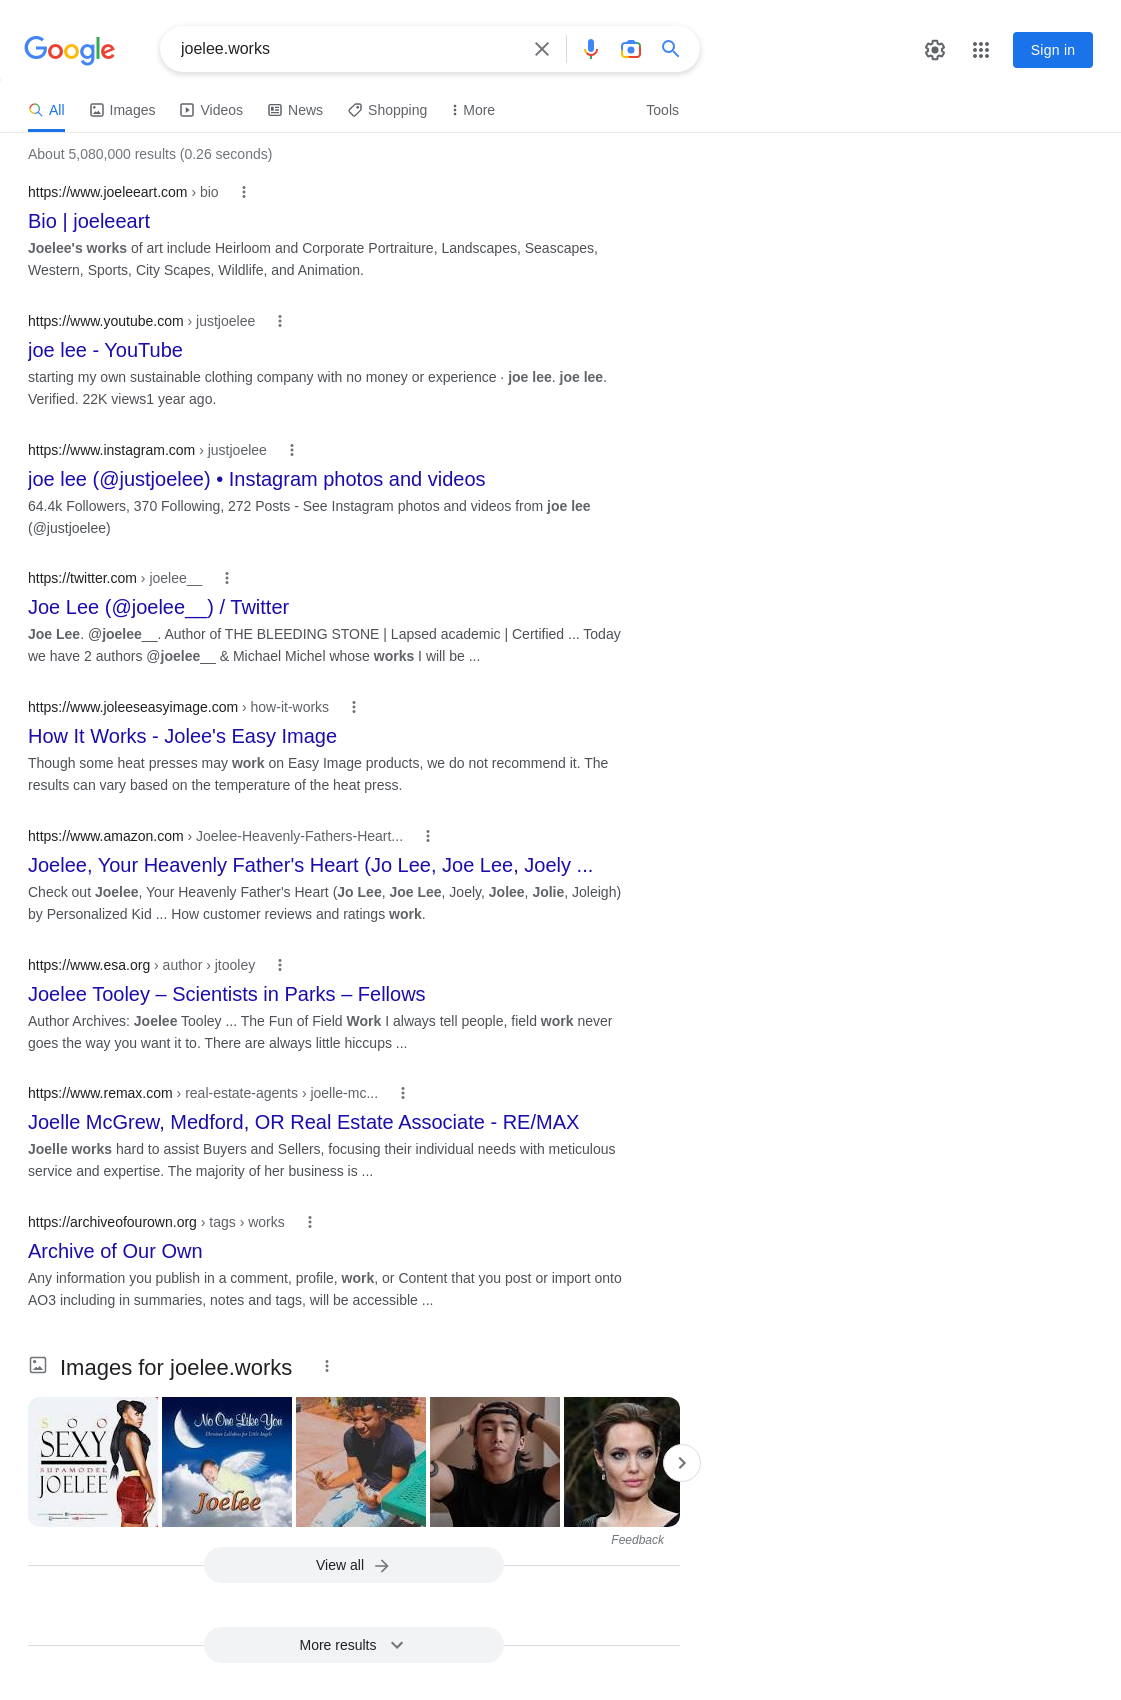 Google
joelee.works
Sign in
All
Images
Videos
News
Shopping
More
Tools
About 5,080,000 results (0.26 seconds)
https://www.joeleeart.com › bio
Bio | joeleeart
Joelee's works of art include Heirloom and Corporate Portraiture, Landscapes, Seascapes,
Western, Sports, City Scapes, Wildlife, and Animation.
https://www.youtube.com › justjoelee
joe lee - YouTube
starting my own sustainable clothing company with no money or experience · joe lee. joe lee.
Verified. 22K views1 year ago.
https://www.instagram.com › justjoelee
joe lee (@justjoelee) • Instagram photos and videos
64.4k Followers, 370 Following, 272 Posts - See Instagram photos and videos from joe lee
(@justjoelee)
https://twitter.com › joelee__
Joe Lee (@joelee__) / Twitter
Joe Lee. @joelee__. Author of THE BLEEDING STONE | Lapsed academic | Certified ... Today
we have 2 authors @joelee__ & Michael Michel whose works I will be ...
https://www.joleeseasyimage.com › how-it-works
How It Works - Jolee's Easy Image
Though some heat presses may work on Easy Image products, we do not recommend it. The
results can vary based on the temperature of the heat press.
https://www.amazon.com › Joelee-Heavenly-Fathers-Heart...
Joelee, Your Heavenly Father's Heart (Jo Lee, Joe Lee, Joely ...
Check out Joelee, Your Heavenly Father's Heart (Jo Lee, Joe Lee, Joely, Jolee, Jolie, Joleigh)
by Personalized Kid ... How customer reviews and ratings work.
https://www.esa.org › author › jtooley
Joelee Tooley – Scientists in Parks – Fellows
Author Archives: Joelee Tooley ... The Fun of Field Work I always tell people, field work never
goes the way you want it to. There are always little hiccups ...
https://www.remax.com › real-estate-agents › joelle-mc...
Joelle McGrew, Medford, OR Real Estate Associate - RE/MAX
Joelle works hard to assist Buyers and Sellers, focusing their individual needs with meticulous
service and expertise. The majority of her business is ...
https://archiveofourown.org › tags › works
Archive of Our Own
Any information you publish in a comment, profile, work, or Content that you post or import onto
AO3 including in summaries, notes and tags, will be accessible ...
Images for joelee.works
SOO
SEXY
SUPAMODEL
JOELEE
No One Like You
Christian Lullabies for Little Angels
Joelee
Feedback
View all
More results